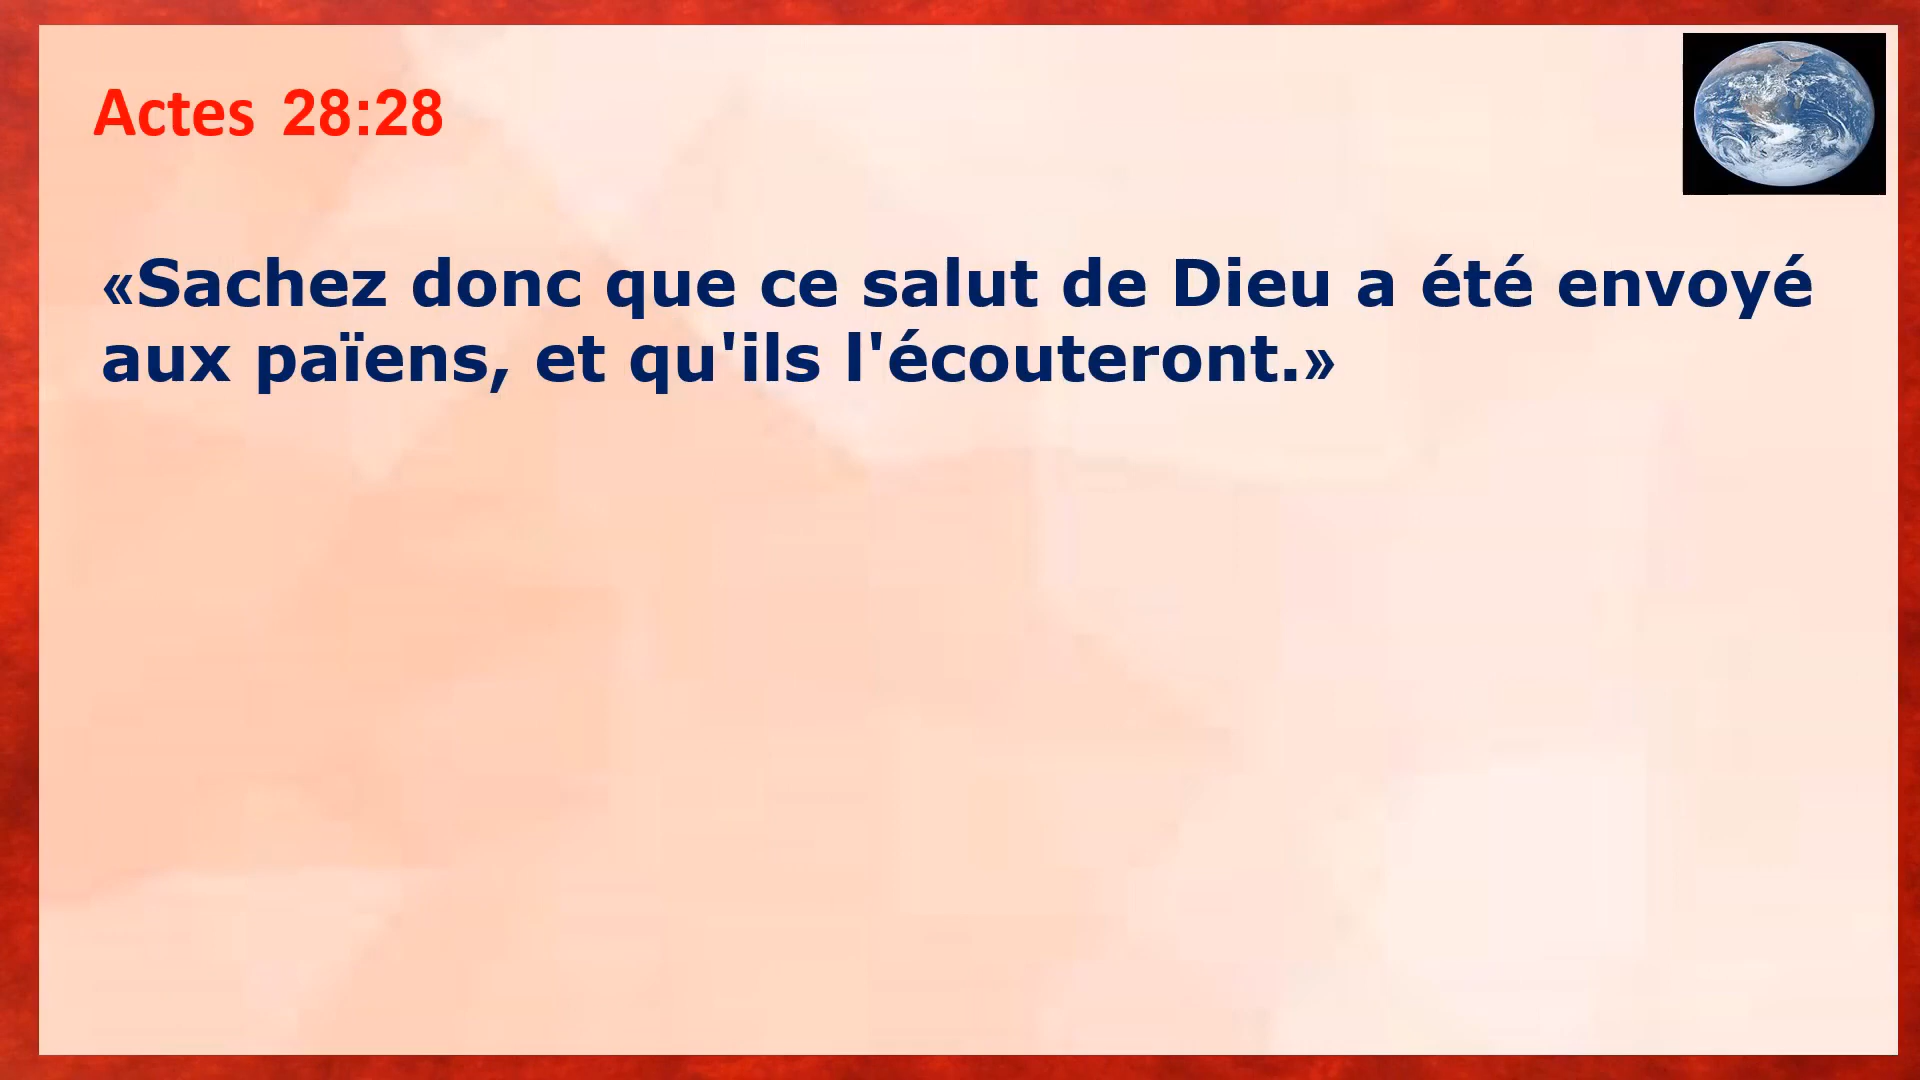 Actes 28:28
«Sachez donc que ce salut de Dieu a été envoyé
aux païens, et qu'ils l'écouteront.»